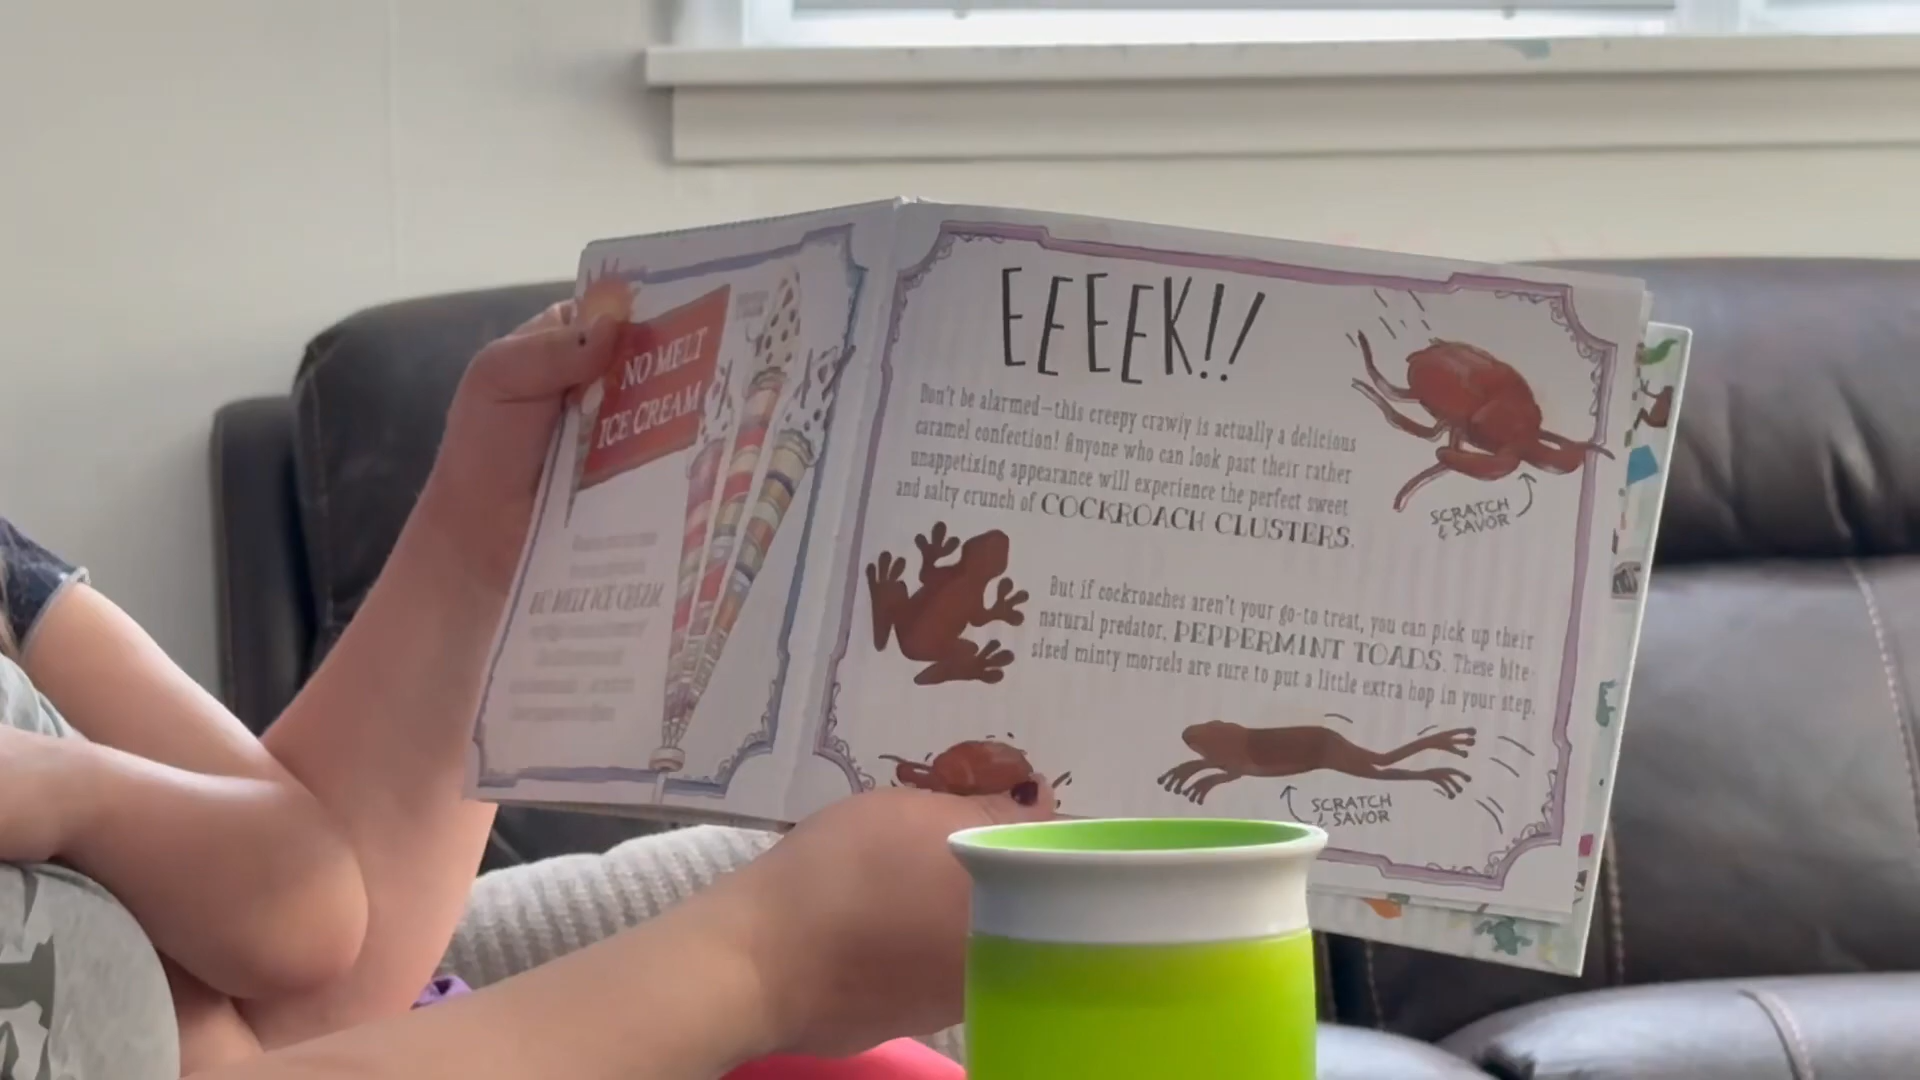 NO MELT
ICE CREAM
NO MELT ICE CREAM
EEEEK!!
Don't be alarmed—this creepy crawly is actually a delicious
caramel confection! Anyone who can look past their rather
unappetizing appearance will experience the perfect sweet
and salty crunch of COCKROACH CLUSTERS.
SCRATCH
& SAVOR
But if cockroaches aren't your go-to treat, you can pick up their
natural predator, PEPPERMINT TOADS. These bite-
sized minty morsels are sure to put a little extra hop in your step.
SCRATCH
& SAVOR